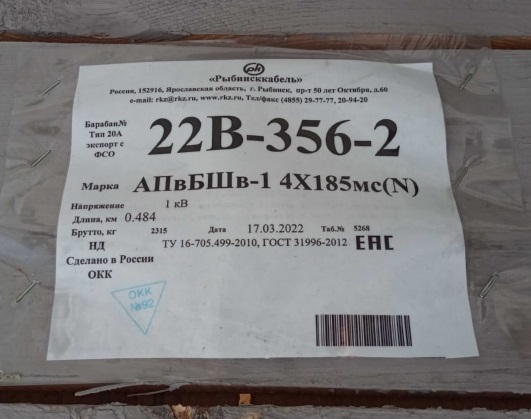 рк
«Рыбинсккабель»
Россия, 152916, Ярославская область, г. Рыбинск, пр-т 50 лет Октября, д.60
e-mail: rkz@rkz.ru, www.rkz.ru, Тел/факс (4855) 29-77-77, 20-94-20
Барабан№ 22В-356-2
Тип 20А
экспорт с
ФСО
Марка АПвБШв-1 4Х185мс(N)
Напряжение 1 кВ
Длина, км 0.484
Брутто, кг 2315 Дата 17.03.2022 Таб.№ 5268
НД ТУ 16-705.499-2010, ГОСТ 31996-2012 EAC
Сделано в России
ОКК
ОКК
№92